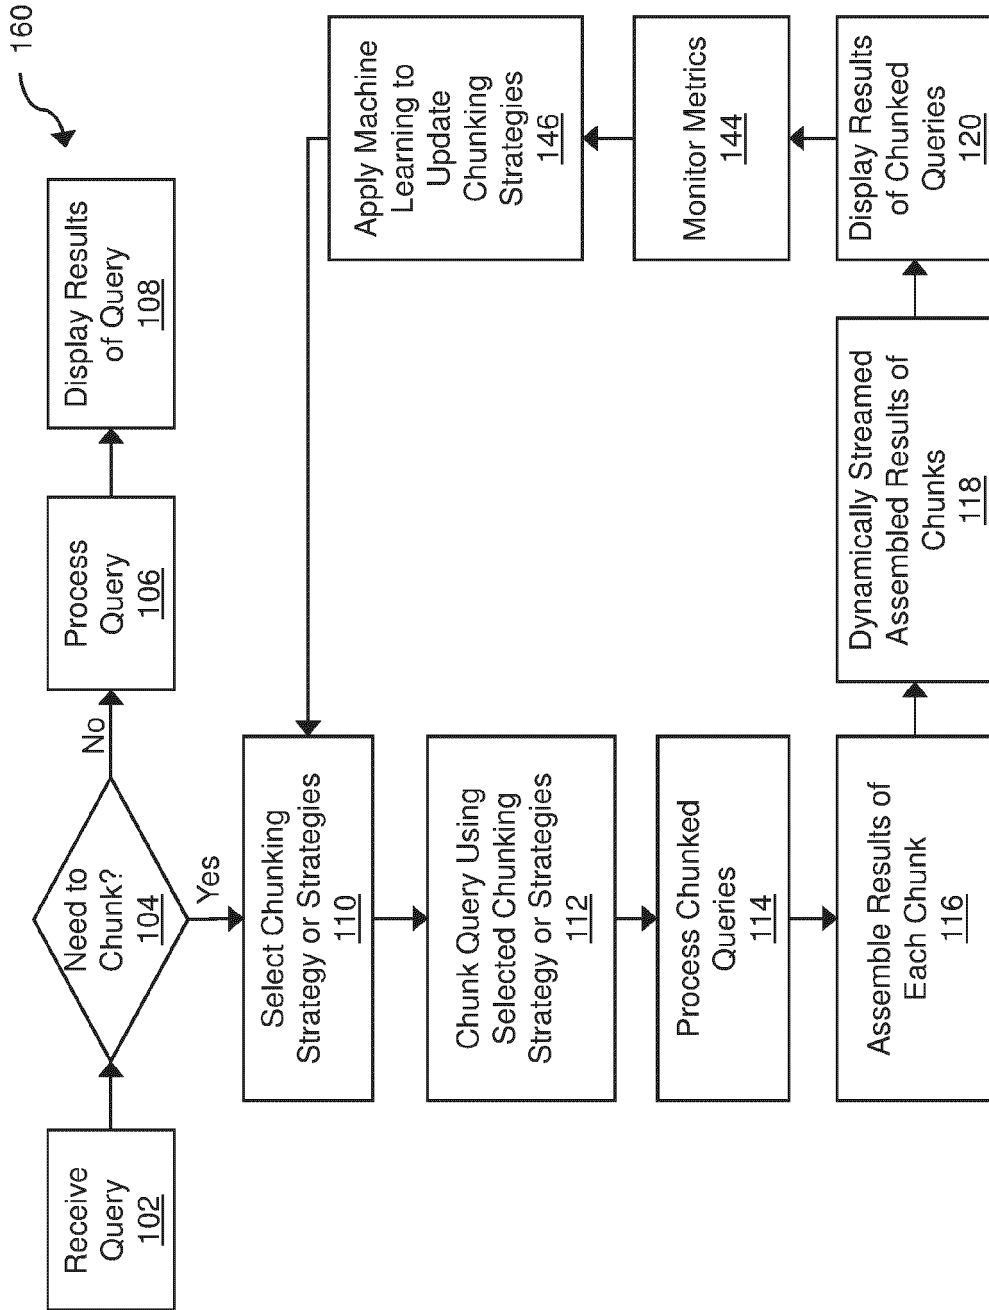 160
Receive
Query
102
Need to
Chunk?
104
No
Yes
Process
Query
106
Display Results
of Query
108
Select Chunking
Strategy or Strategies
110
Chunk Query Using
Selected Chunking
Strategy or Strategies
112
Process Chunked
Queries
114
Assemble Results of
Each Chunk
116
Dynamically Streamed
Assembled Results of
Chunks
118
Display Results
of Chunked
Queries
120
Monitor Metrics
144
Apply Machine
Learning to
Update
Chunking
Strategies
146